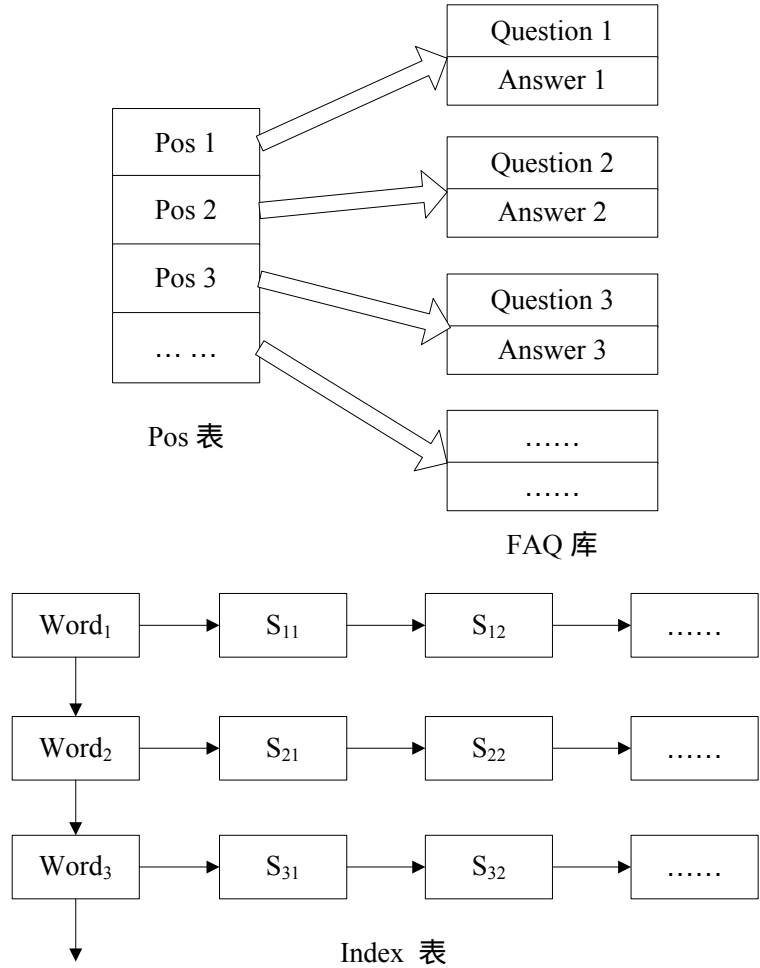 Question 1
Answer 1
Pos 1
Question 2
Pos 2
Answer 2
Pos 3
Question 3
Answer 3
… …
Pos 表
……
……
FAQ 库
Word₁
S₁₁
S₁₂
……
Word₂
S₂₁
S₂₂
……
Word₃
S₃₁
S₃₂
……
Index 表